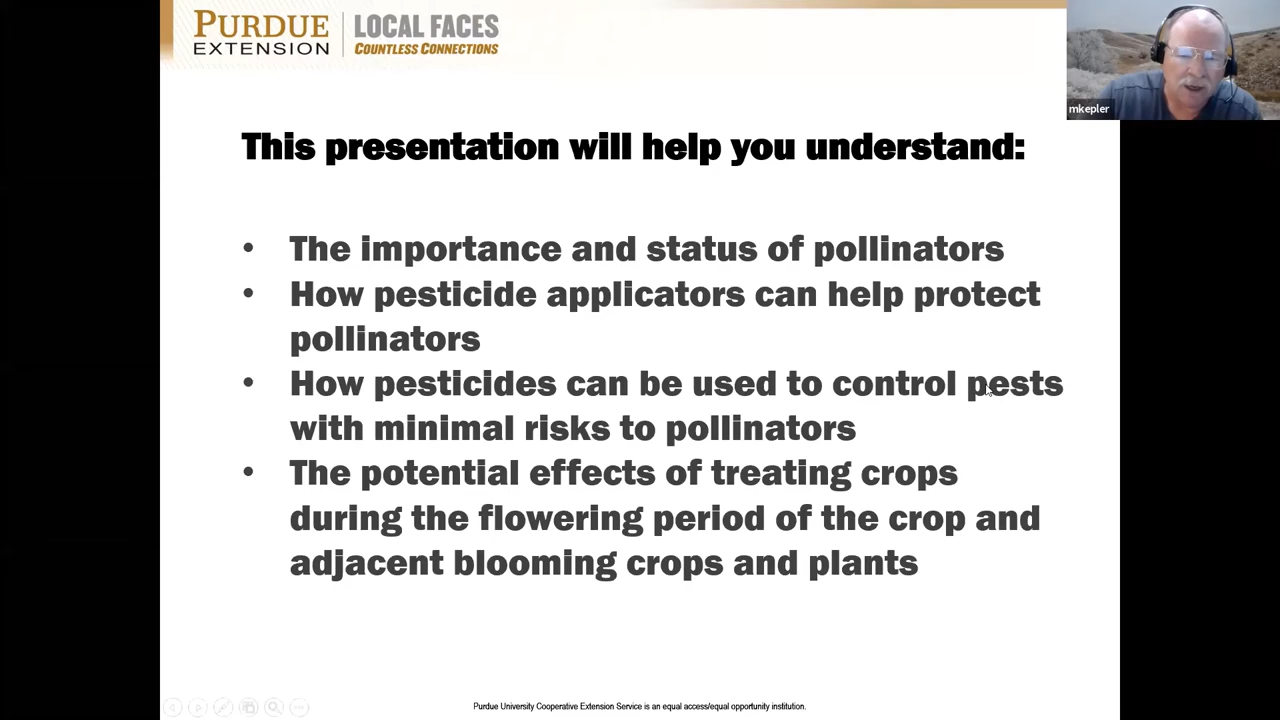 PURDUE
EXTENSION
LOCAL FACES
COUNTLESS CONNECTIONS
mkepler
This presentation will help you understand:
• The importance and status of pollinators
• How pesticide applicators can help protect
pollinators
• How pesticides can be used to control pests
with minimal risks to pollinators
• The potential effects of treating crops
during the flowering period of the crop and
adjacent blooming crops and plants
Purdue University Cooperative Extension Service is an equal access/equal opportunity institution.